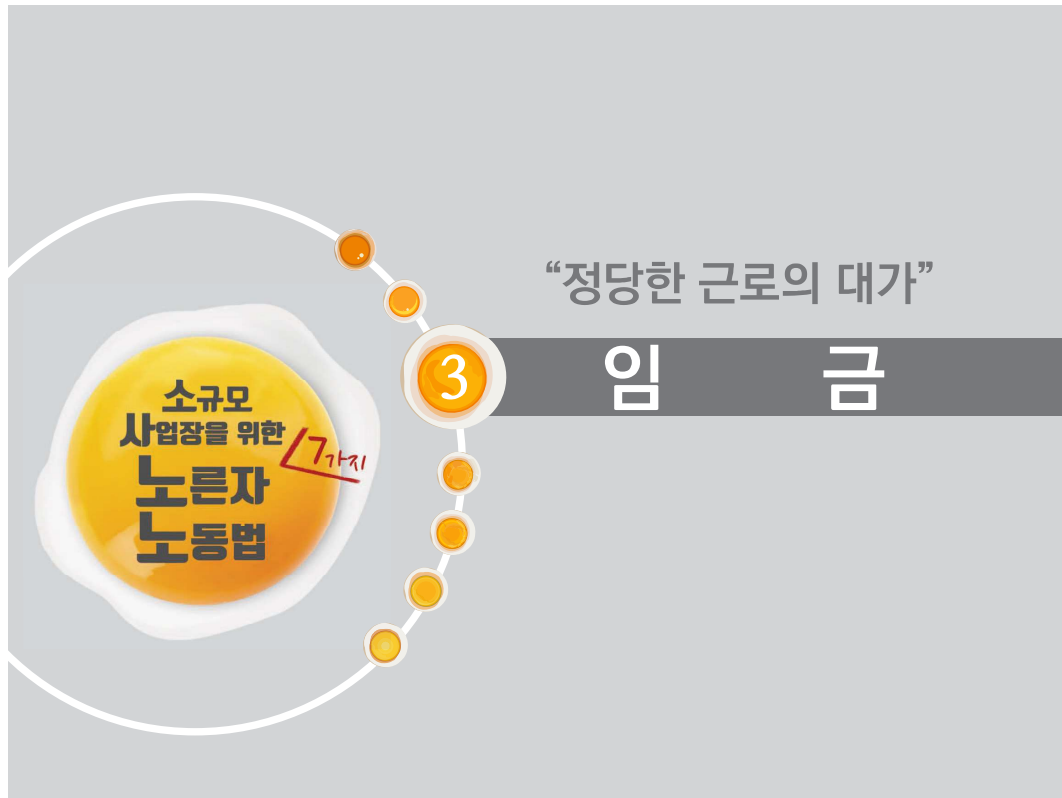 소규모
사업장을 위한
7가지
노른자
노동법
“정당한 근로의 대가”
3
임 금